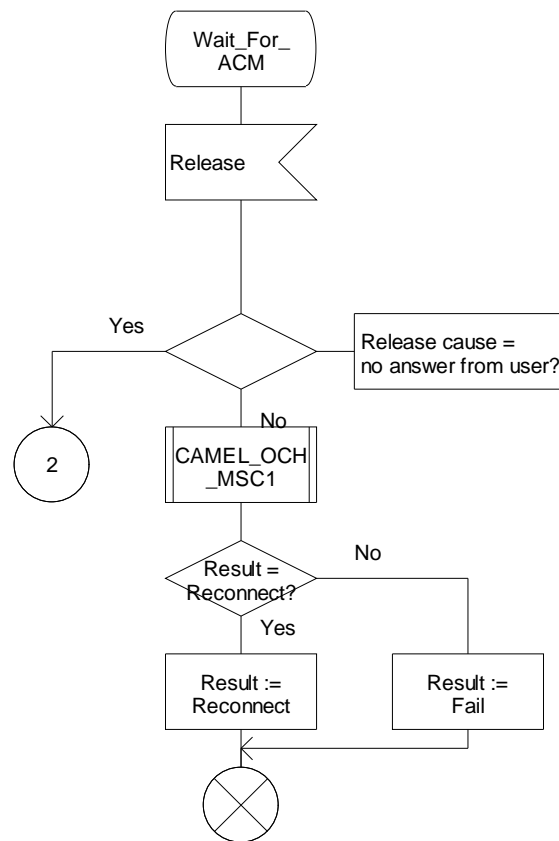 Wait_For_
ACM
Release
Yes
Release cause =
no answer from user?
No
2
CAMEL_OCH
_MSC1
No
Result =
Reconnect?
Yes
Result :=
Reconnect
Result :=
Fail